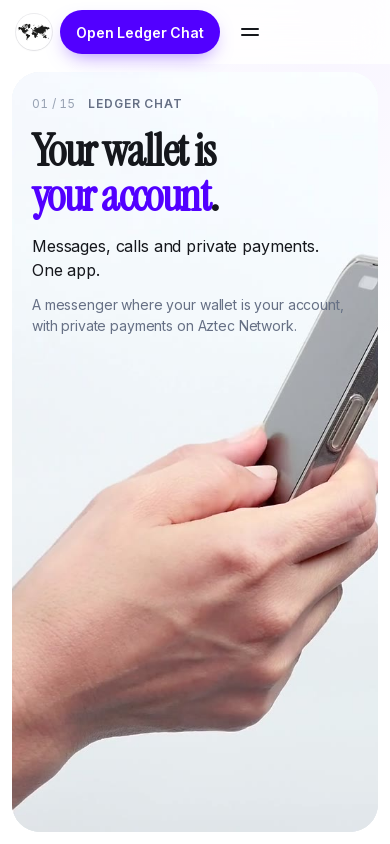 Open Ledger Chat
01 / 15 LEDGER CHAT
Your wallet is
your account.
Messages, calls and private payments.
One app.
A messenger where your wallet is your account,
with private payments on Aztec Network.